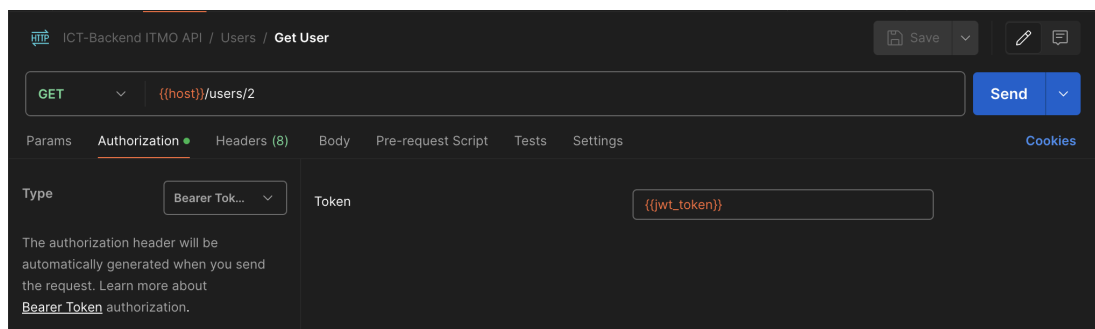 HTTP ICT-Backend ITMO API / Users / Get User Save
GET {{host}}/users/2 Send
Params Authorization Headers (8) Body Pre-request Script Tests Settings Cookies
Type Bearer Tok... Token {{jwt_token}}
The authorization header will be
automatically generated when you send
the request. Learn more about
Bearer Token authorization.